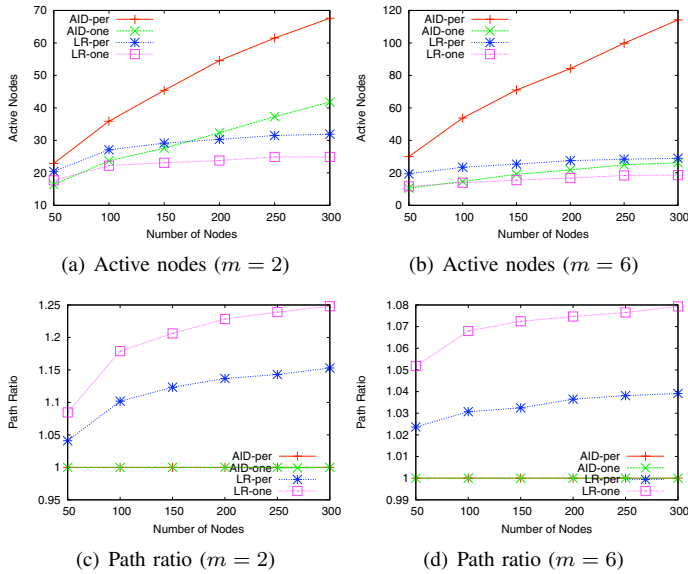 70
60
50
40
30
20
10
50
100
150
200
250
300
Active Nodes
Number of Nodes
AID-per
AID-one
LR-per
LR-one
(a) Active nodes (m = 2)
120
100
80
60
40
20
0
50
100
150
200
250
300
Active Nodes
Number of Nodes
AID-per
AID-one
LR-per
LR-one
(b) Active nodes (m = 6)
1.25
1.2
1.15
1.1
1.05
1
0.95
50
100
150
200
250
300
Path Ratio
Number of Nodes
AID-per
AID-one
LR-per
LR-one
(c) Path ratio (m = 2)
1.08
1.07
1.06
1.05
1.04
1.03
1.02
1.01
1
0.99
50
100
150
200
250
300
Path Ratio
Number of Nodes
AID-per
AID-one
LR-per
LR-one
(d) Path ratio (m = 6)